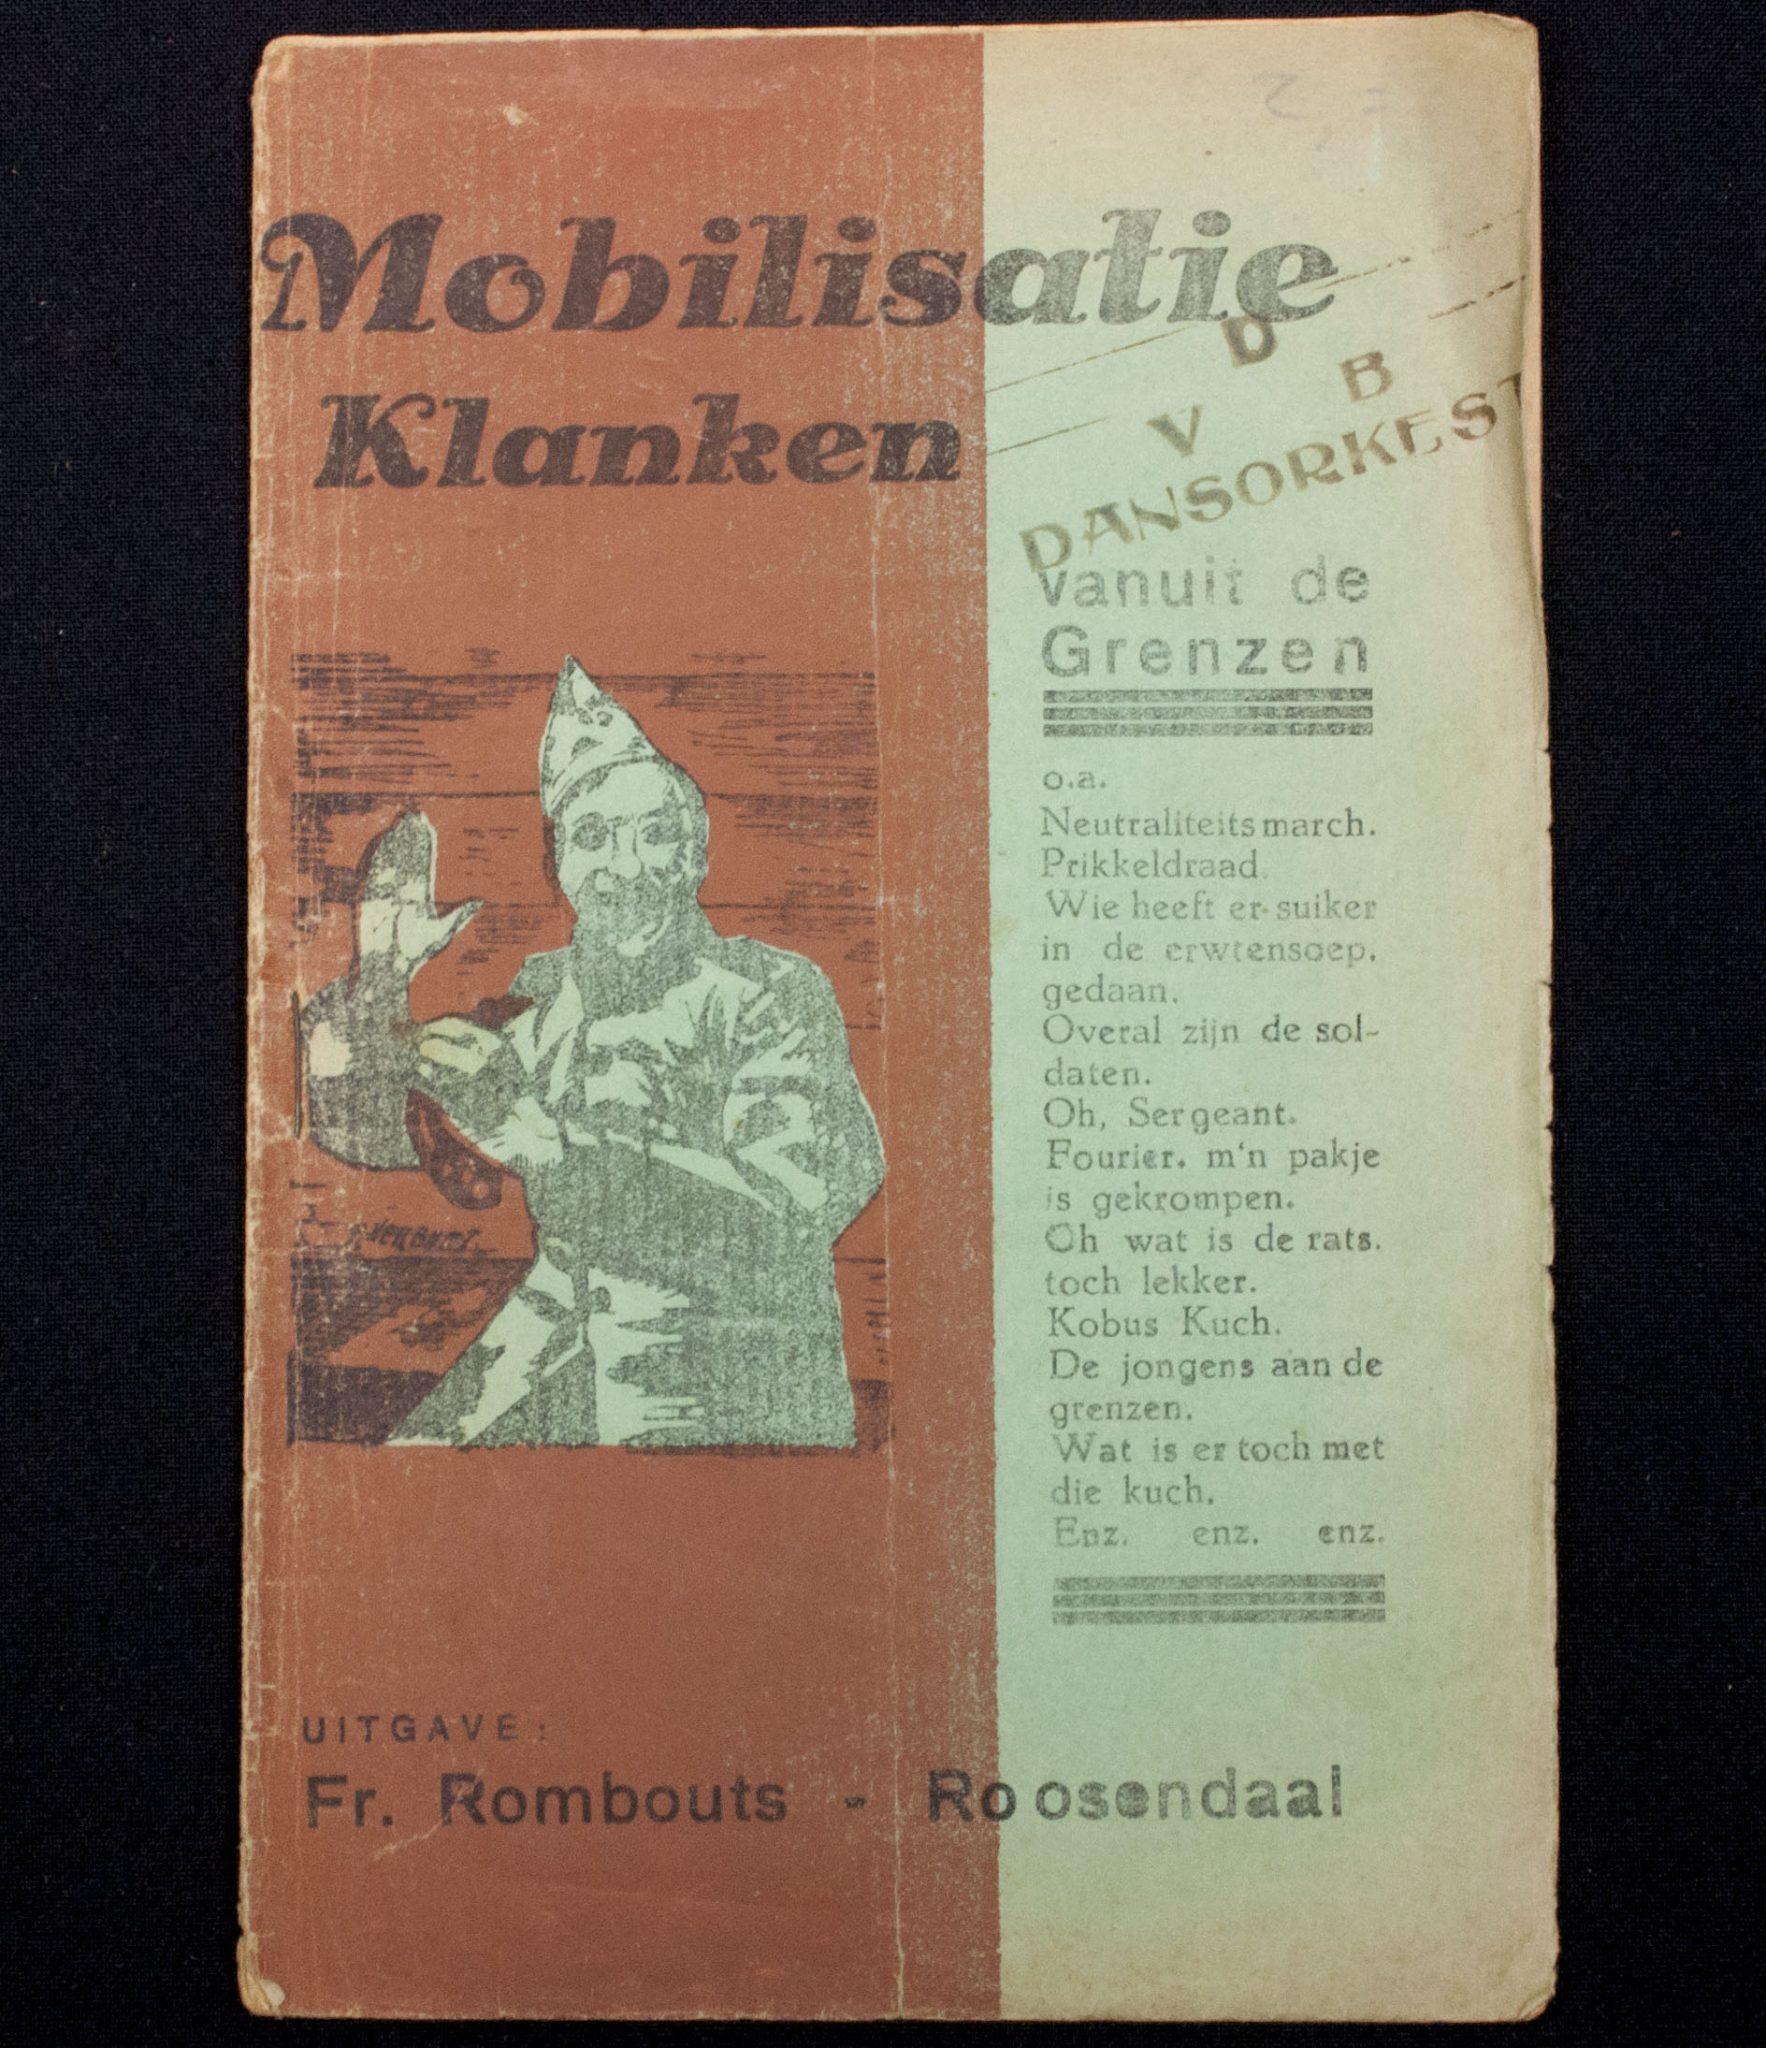 Mobilisatie
Klanken
D
V B
DANSORKEST
vanuit de
Grenzen
o.a.
Neutraliteitsmarch.
Prikkeldraad.
Wie heeft er suiker
in de erwtensoep.
gedaan.
Overal zijn de sol-
daten.
Oh, Sergeant.
Fourier. m'n pakje
is gekrompen.
Oh wat is de rats.
toch lekker.
Kobus Kuch.
De jongens aan de
grenzen.
Wat is er toch met
die kuch.
Enz. enz. enz.
UITGAVE:
Fr. Rombouts - Roosendaal